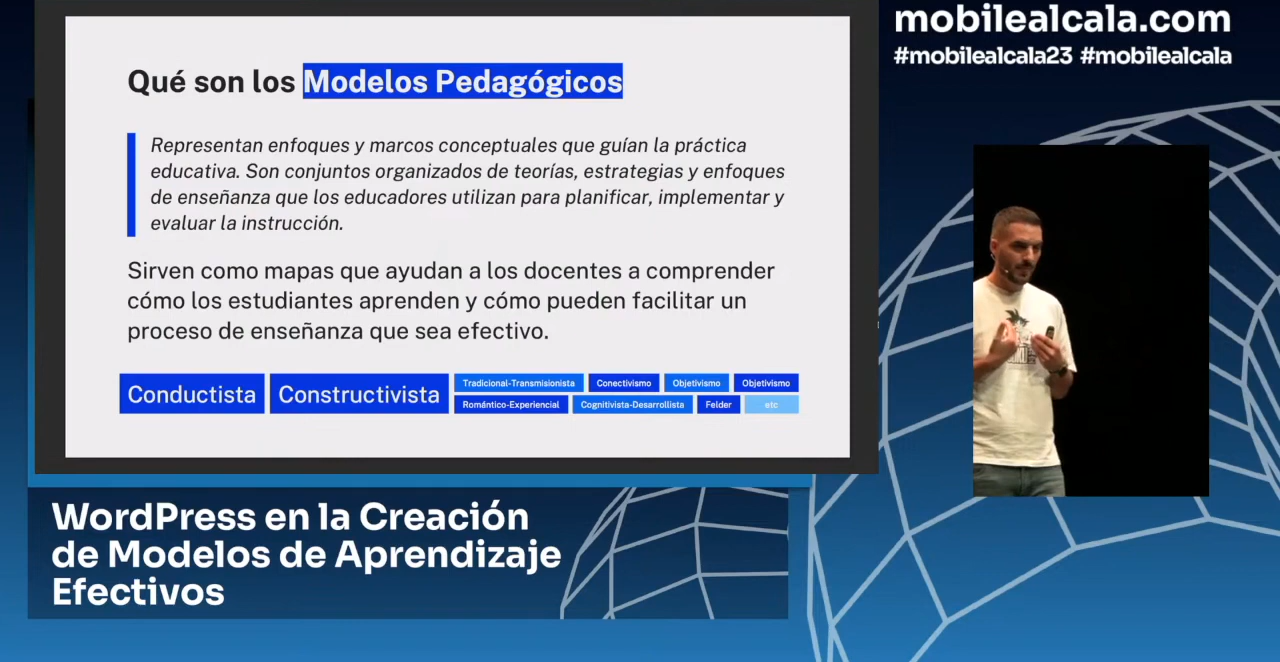 Qué son los Modelos Pedagógicos
Representan enfoques y marcos conceptuales que guían la práctica
educativa. Son conjuntos organizados de teorías, estrategias y enfoques
de enseñanza que los educadores utilizan para planificar, implementar y
evaluar la instrucción.
Sirven como mapas que ayudan a los docentes a comprender
cómo los estudiantes aprenden y cómo pueden facilitar un
proceso de enseñanza que sea efectivo.
Conductista
Constructivista
Tradicional-Transmisionista
Conectivismo
Objetivismo
Objetivismo
Romántico-Experiencial
Cognitivista-Desarrollista
Felder
etc
WordPress en la Creación
de Modelos de Aprendizaje
Efectivos
mobilealcala.com
#mobilealcala23 #mobilealcala